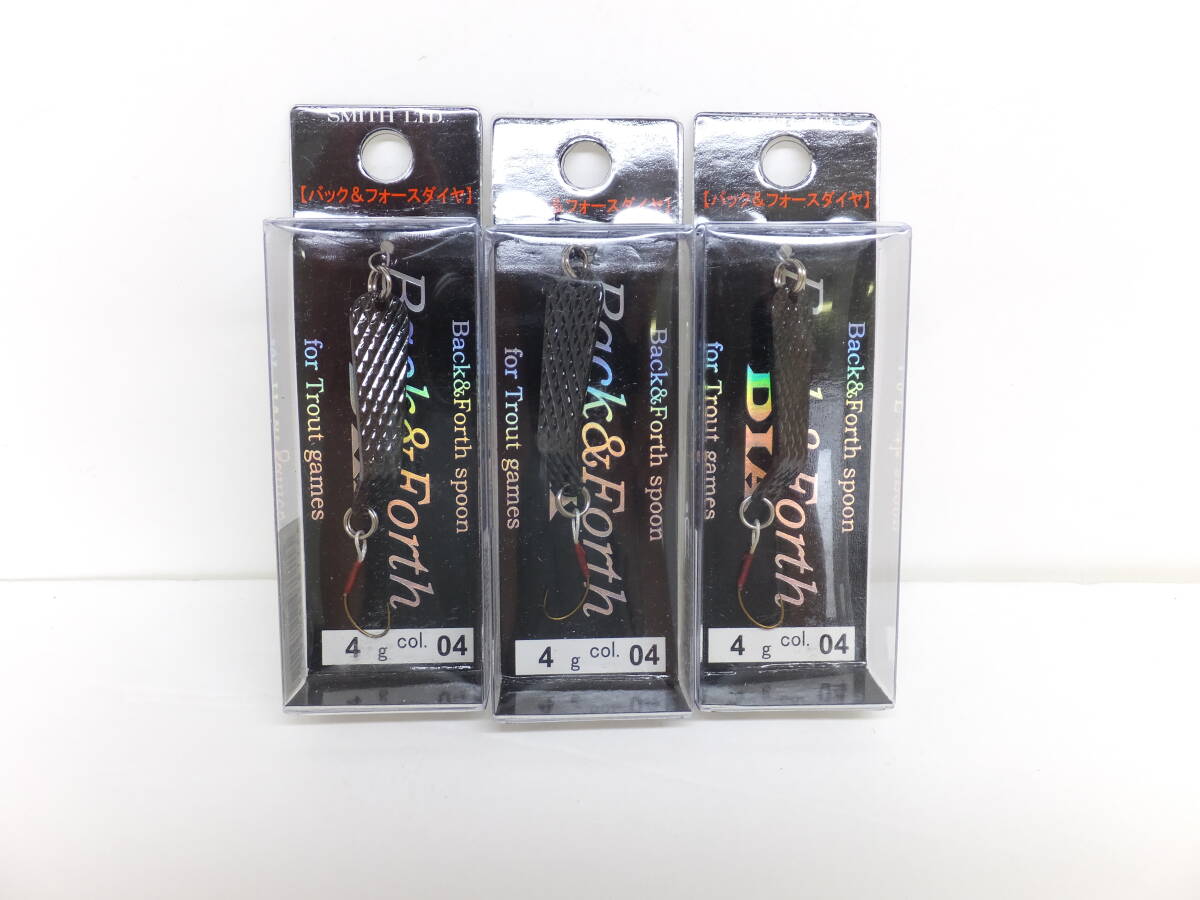 SMITH LTD.
【バック&フォースダイヤ】
Back&Forth
Back&Forth spoon
for Trout games
4 g col. 04
&フォースダイヤ】
Back&Forth
Back&Forth spoon
for Trout games
4 g col. 04
【バック&フォースダイヤ】
& Forth
DIA
Back&Forth spoon
for Trout games
4 g col. 04